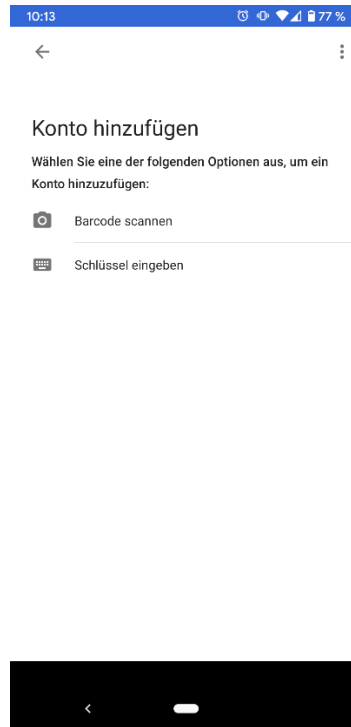 10:13
77 %
Konto hinzufügen
Wählen Sie eine der folgenden Optionen aus, um ein
Konto hinzuzufügen:
Barcode scannen
Schlüssel eingeben